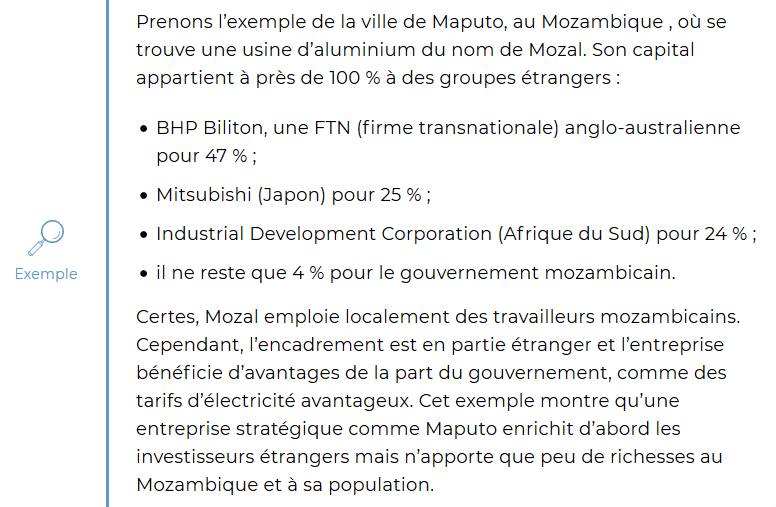 Prenons l’exemple de la ville de Maputo, au Mozambique , où se
trouve une usine d’aluminium du nom de Mozal. Son capital
appartient à près de 100 % à des groupes étrangers :
• BHP Biliton, une FTN (firme transnationale) anglo-australienne
pour 47 % ;
• Mitsubishi (Japon) pour 25 % ;
• Industrial Development Corporation (Afrique du Sud) pour 24 % ;
• il ne reste que 4 % pour le gouvernement mozambicain.
Exemple
Certes, Mozal emploie localement des travailleurs mozambicains.
Cependant, l’encadrement est en partie étranger et l’entreprise
bénéficie d’avantages de la part du gouvernement, comme des
tarifs d’électricité avantageux. Cet exemple montre qu’une
entreprise stratégique comme Maputo enrichit d’abord les
investisseurs étrangers mais n’apporte que peu de richesses au
Mozambique et à sa population.